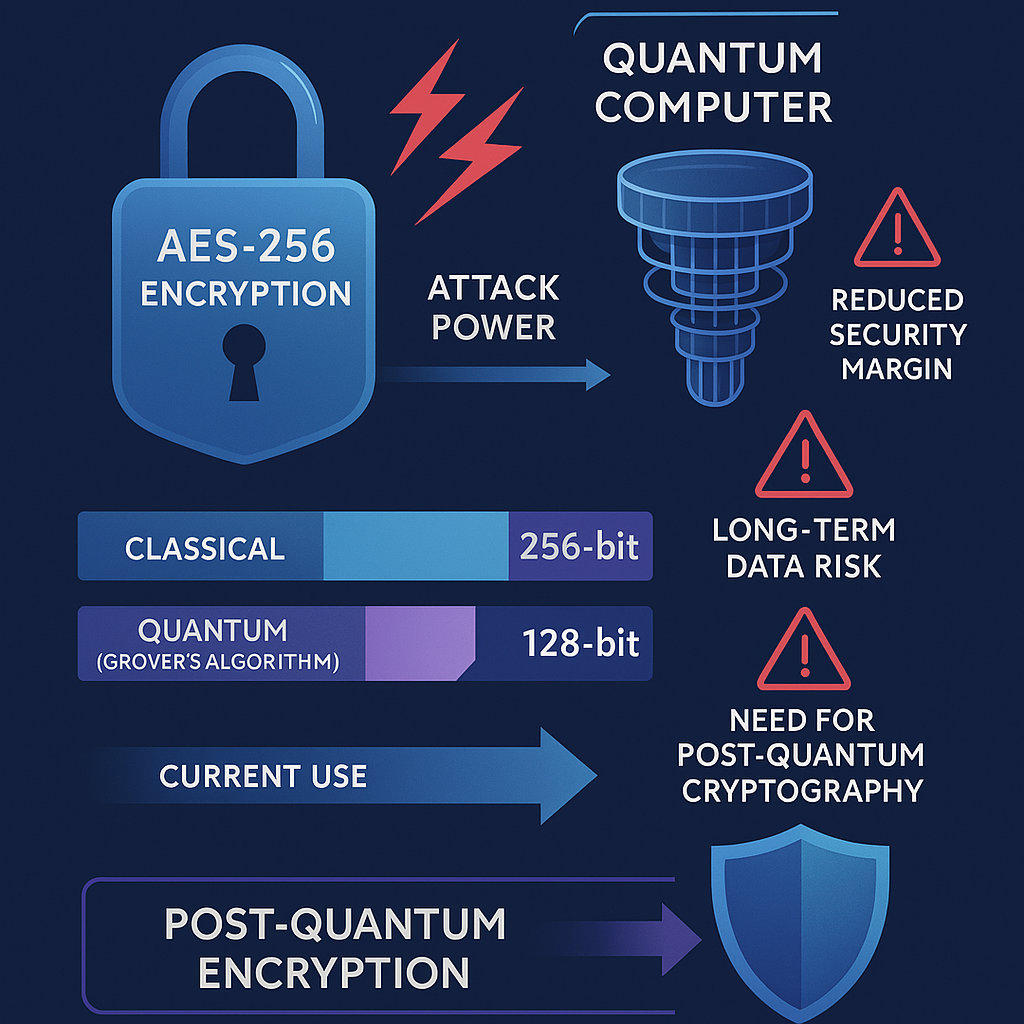 QUANTUM
COMPUTER
AES-256
ENCRYPTION
ATTACK
POWER
REDUCED
SECURITY
MARGIN
CLASSICAL
256-bit
LONG-TERM
DATA RISK
QUANTUM
(GROVER'S ALGORITHM)
128-bit
NEED FOR
POST-QUANTUM
CRYPTOGRAPHY
CURRENT USE
POST-QUANTUM
ENCRYPTION